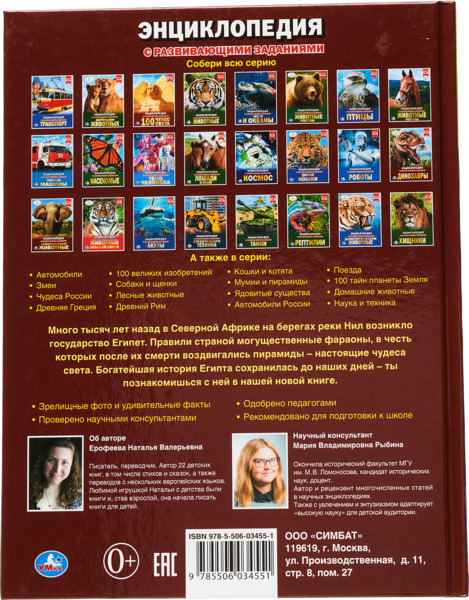 ЭНЦИКЛОПЕДИЯ
С РАЗВИВАЮЩИМИ ЗАДАНИЯМИ
Собери всю серию
ТРАНСПОРТ
ЖИВОТНЫХ
100 ЧУДЕС СВЕТА
ЖИВОТНЫЕ
И ОКЕАНЫ
ЖИВОТНЫЕ
ПТИЦЫ
ЖИВОТНЫЕ
МАШИНЫ
НАСЕКОМЫЕ
ТЕЛО ЧЕЛОВЕКА
ЛОШАДИ
КОСМОС
КОШКИ
РОБОТЫ
ДИНОЗАВРЫ
ЖИВОТНЫЕ
ЖИВОТНЫЕ
АКУЛЫ
ТЕХНИКА
ТАНКИ
РЕПТИЛИИ
ЖИВОТНЫЕ
ХИЩНИКИ
А также в серии:
• Автомобили
• Змеи
• Чудеса России
• Древняя Греция
• 100 великих изобретений
• Собаки и щенки
• Лесные животные
• Древний Рим
• Кошки и котята
• Мумии и пирамиды
• Ядовитые существа
• Автомобили России
• Поезда
• 100 тайн планеты Земля
• Домашние животные
• Наука и техника
Много тысяч лет назад в Северной Африке на берегах реки Нил возникло
государство Египет. Правили страной могущественные фараоны, в честь
которых после их смерти воздвигались пирамиды – настоящие чудеса
света. Богатейшая история Египта сохранилась до наших дней – ты
познакомишься с ней в нашей новой книге.
• Зрелищные фото и удивительные факты
• Проверено научными консультантами
• Одобрено педагогами
• Рекомендовано для подготовки к школе
Об авторе
Ерофеева Наталья Валерьевна
Писатель, переводчик. Автор 22 детских
книг, в том числе стихов и сказок, а также
переводов с нескольких европейских языков.
Любимой игрушкой Натальи с детства были
книги и, став взрослой, она начала писать
книги для детей.
Научный консультант
Мария Владимировна Рыбина
Окончила исторический факультет МГУ
им. М. В. Ломоносова, кандидат исторических
наук, доцент.
Автор и рецензент многочисленных статей
в научных энциклопедиях.
Также с увлечением и энтузиазмом адаптирует
«высокую науку» для детской аудитории.
УМка
0+
EAC
ISBN 978-5-506-03455-1
9 785506 034551
ООО «СИМБАТ»
119619, г. Москва,
ул. Производственная, д. 11,
стр. 8, пом. 27